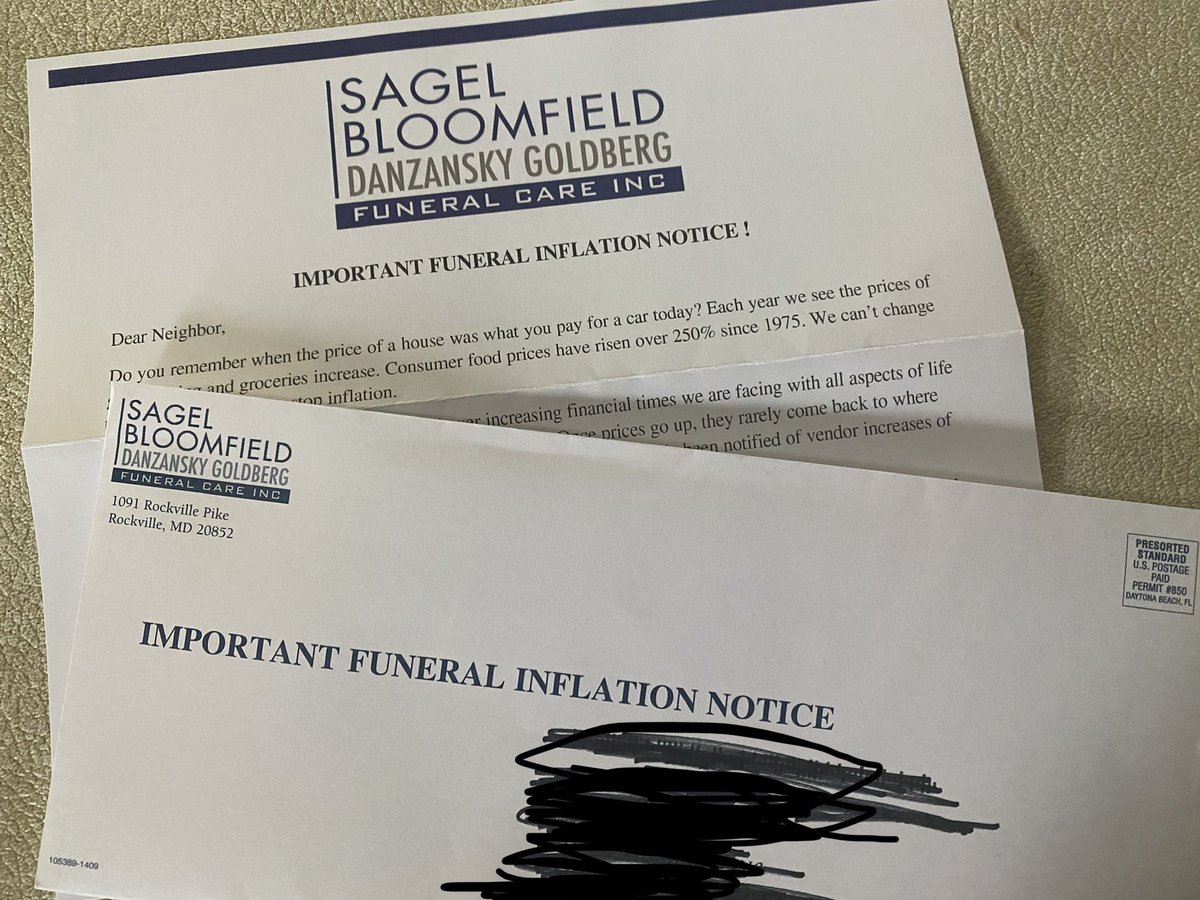 SAGEL
BLOOMFIELD
DANZANSKY GOLDBERG
FUNERAL CARE INC
IMPORTANT FUNERAL INFLATION NOTICE !
Dear Neighbor,
Do you remember when the price of a house was what you pay for a car today? Each year we see the prices of
and groceries increase. Consumer food prices have risen over 250% since 1975. We can't change
stop inflation.
increasing financial times we are facing with all aspects of life
prices go up, they rarely come back to where
been notified of vendor increases of
SAGEL
BLOOMFIELD
DANZANSKY GOLDBERG
FUNERAL CARE INC
1091 Rockville Pike
Rockville, MD 20852
PRESORTED
STANDARD
U.S. POSTAGE
PAID
PERMIT #850
DAYTONA BEACH, FL
IMPORTANT FUNERAL INFLATION NOTICE
105389-1409